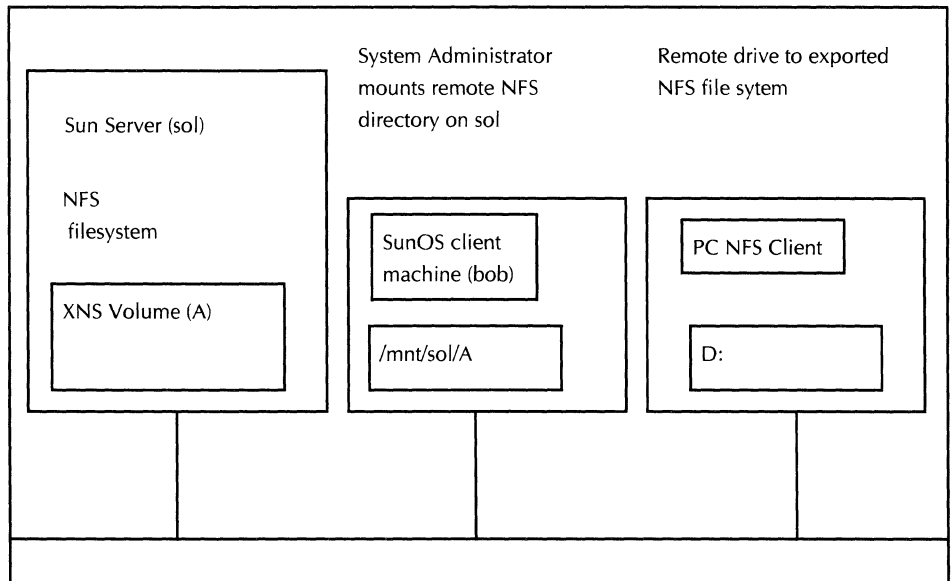 System Administrator
mounts remote NFS
directory on sol
Remote drive to exported
NFS file sytem
Sun Server (sol)
NFS
filesystem
XNS Volume (A)
SunOS client
machine (bob)
/mnt/sol/A
PC NFS Client
D: